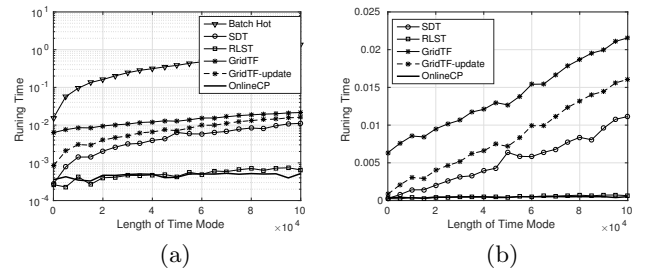 Runing Time
10^1
10^0
10^-1
10^-2
10^-3
10^-4
Batch Hot
SDT
RLST
GridTF
GridTF-update
OnlineCP
0 2 4 6 8 10
Length of Time Mode
×10^4
(a)
Runing Time
0.025
0.02
0.015
0.01
0.005
0
SDT
RLST
GridTF
GridTF-update
OnlineCP
0 2 4 6 8 10
Length of Time Mode
×10^4
(b)